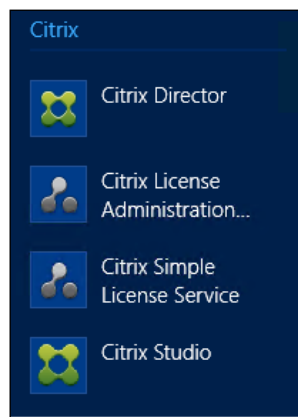 Citrix
Citrix Director
Citrix License
Administration...
Citrix Simple
License Service
Citrix Studio